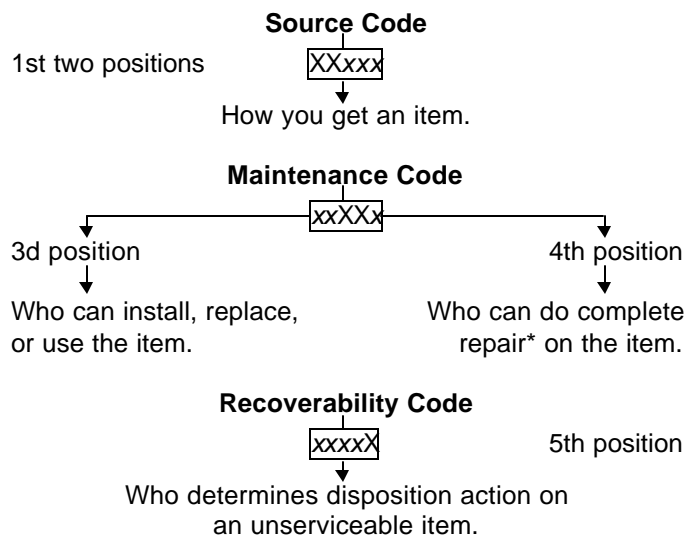 Source Code
1st two positions
XXxxx
How you get an item.
Maintenance Code
xxXXx
3d position
4th position
Who can install, replace,
or use the item.
Who can do complete
repair* on the item.
Recoverability Code
xxxxX
5th position
Who determines disposition action on
an unserviceable item.